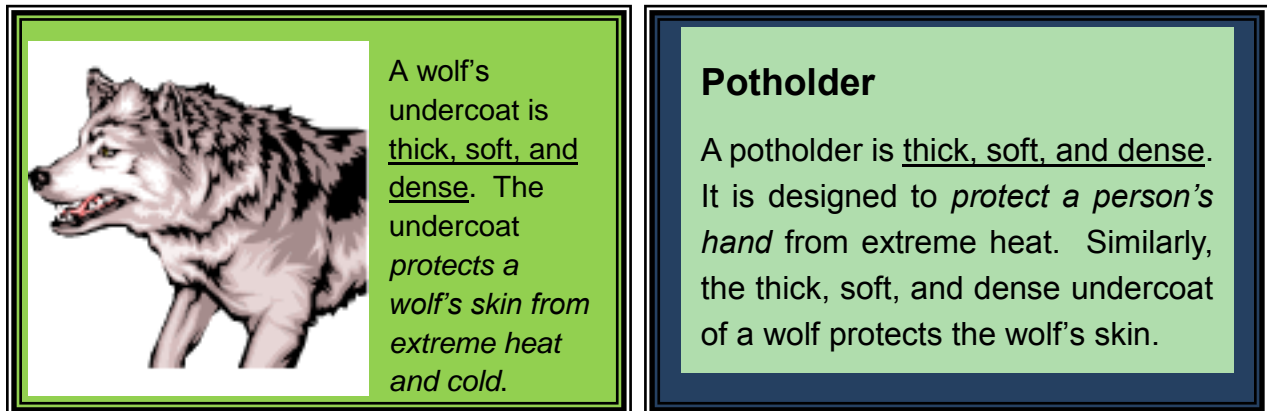 A wolf's
undercoat is
thick, soft, and
dense.  The
undercoat
protects a
wolf's skin from
extreme heat
and cold.
Potholder
A potholder is thick, soft, and dense.
It is designed to protect a person's
hand from extreme heat.  Similarly,
the thick, soft, and dense undercoat
of a wolf protects the wolf's skin.